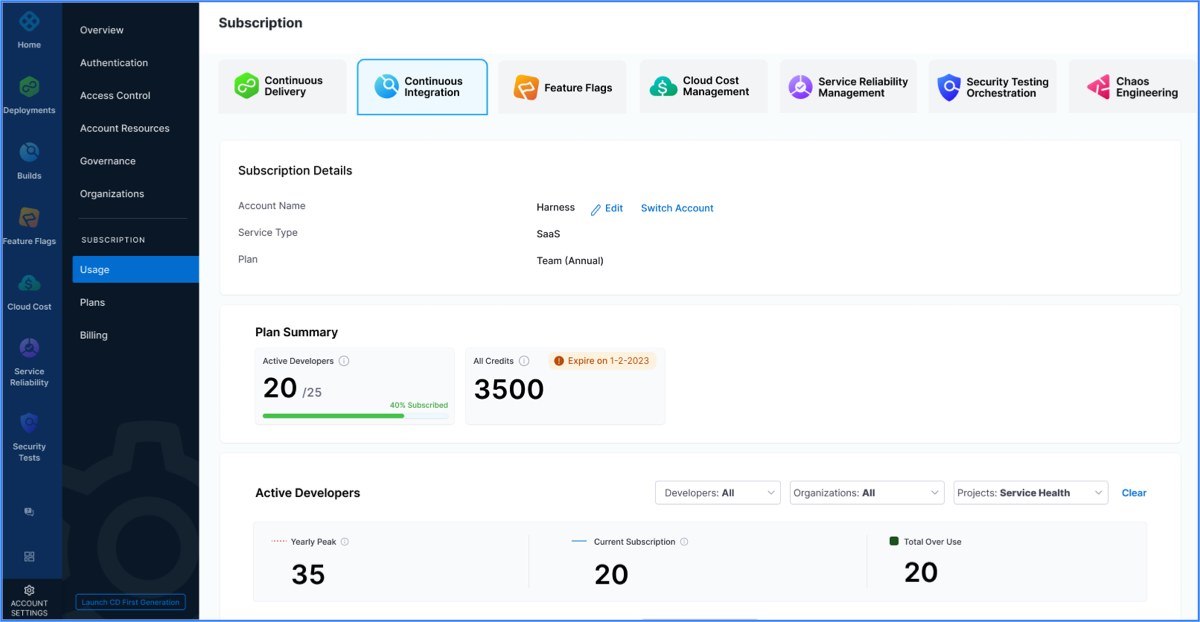 Home
Deployments
Builds
Feature Flags
Cloud Cost
Service
Reliability
Security
Tests
ACCOUNT
SETTINGS
Overview
Authentication
Access Control
Account Resources
Governance
Organizations
SUBSCRIPTION
Usage
Plans
Billing
Launch CD First Generation
Subscription
Continuous
Delivery
Continuous
Integration
Feature Flags
Cloud Cost
Management
Service Reliability
Management
Security Testing
Orchestration
Chaos
Engineering
Subscription Details
Account Name Harness Edit Switch Account
Service Type SaaS
Plan Team (Annual)
Plan Summary
Active Developers
20 /25
40% Subscribed
All Credits Expire on 1-2-2023
3500
Active Developers Developers: All Organizations: All Projects: Service Health Clear
Yearly Peak Current Subscription Total Over Use
35 20 20